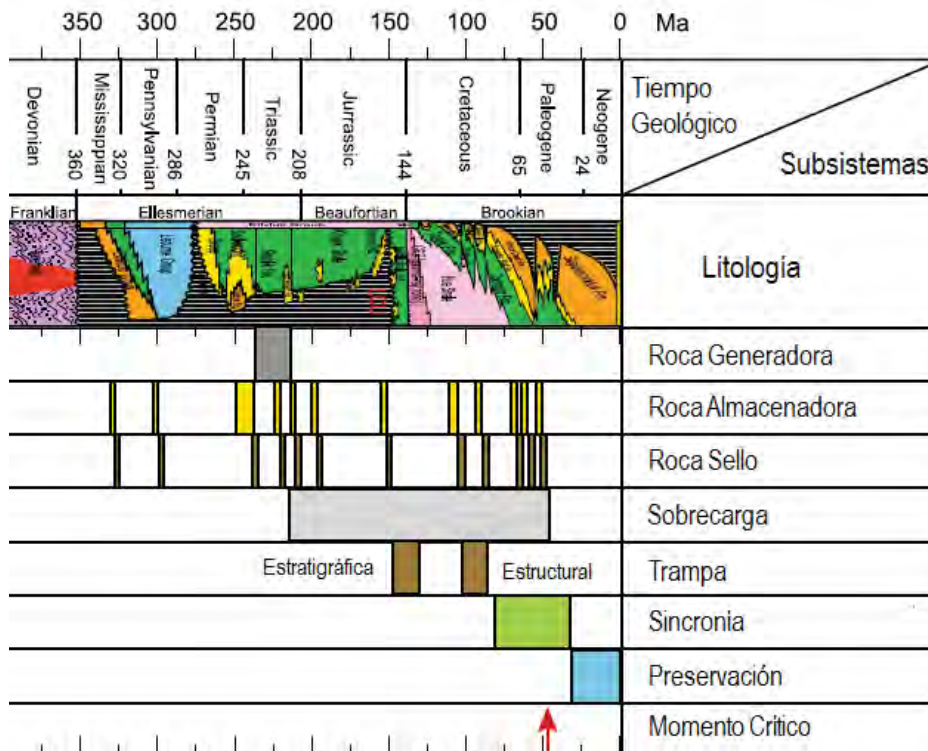 350 300 250 200 150 100 50 0 Ma
Devonian
360
Mississippian
320
Pennsylvanian
286
Permian
245
Triassic
208
Jurrassic
144
Cretaceous
65
Paleogene
24
Neogene
Tiempo
Geológico
Subsistemas
Franklian Ellesmerian Beaufortian Brookian
Litología
Roca Generadora
Roca Almacenadora
Roca Sello
Sobrecarga
Estratigráfica Estructural Trampa
Sincronia
Preservación
Momento Crítico